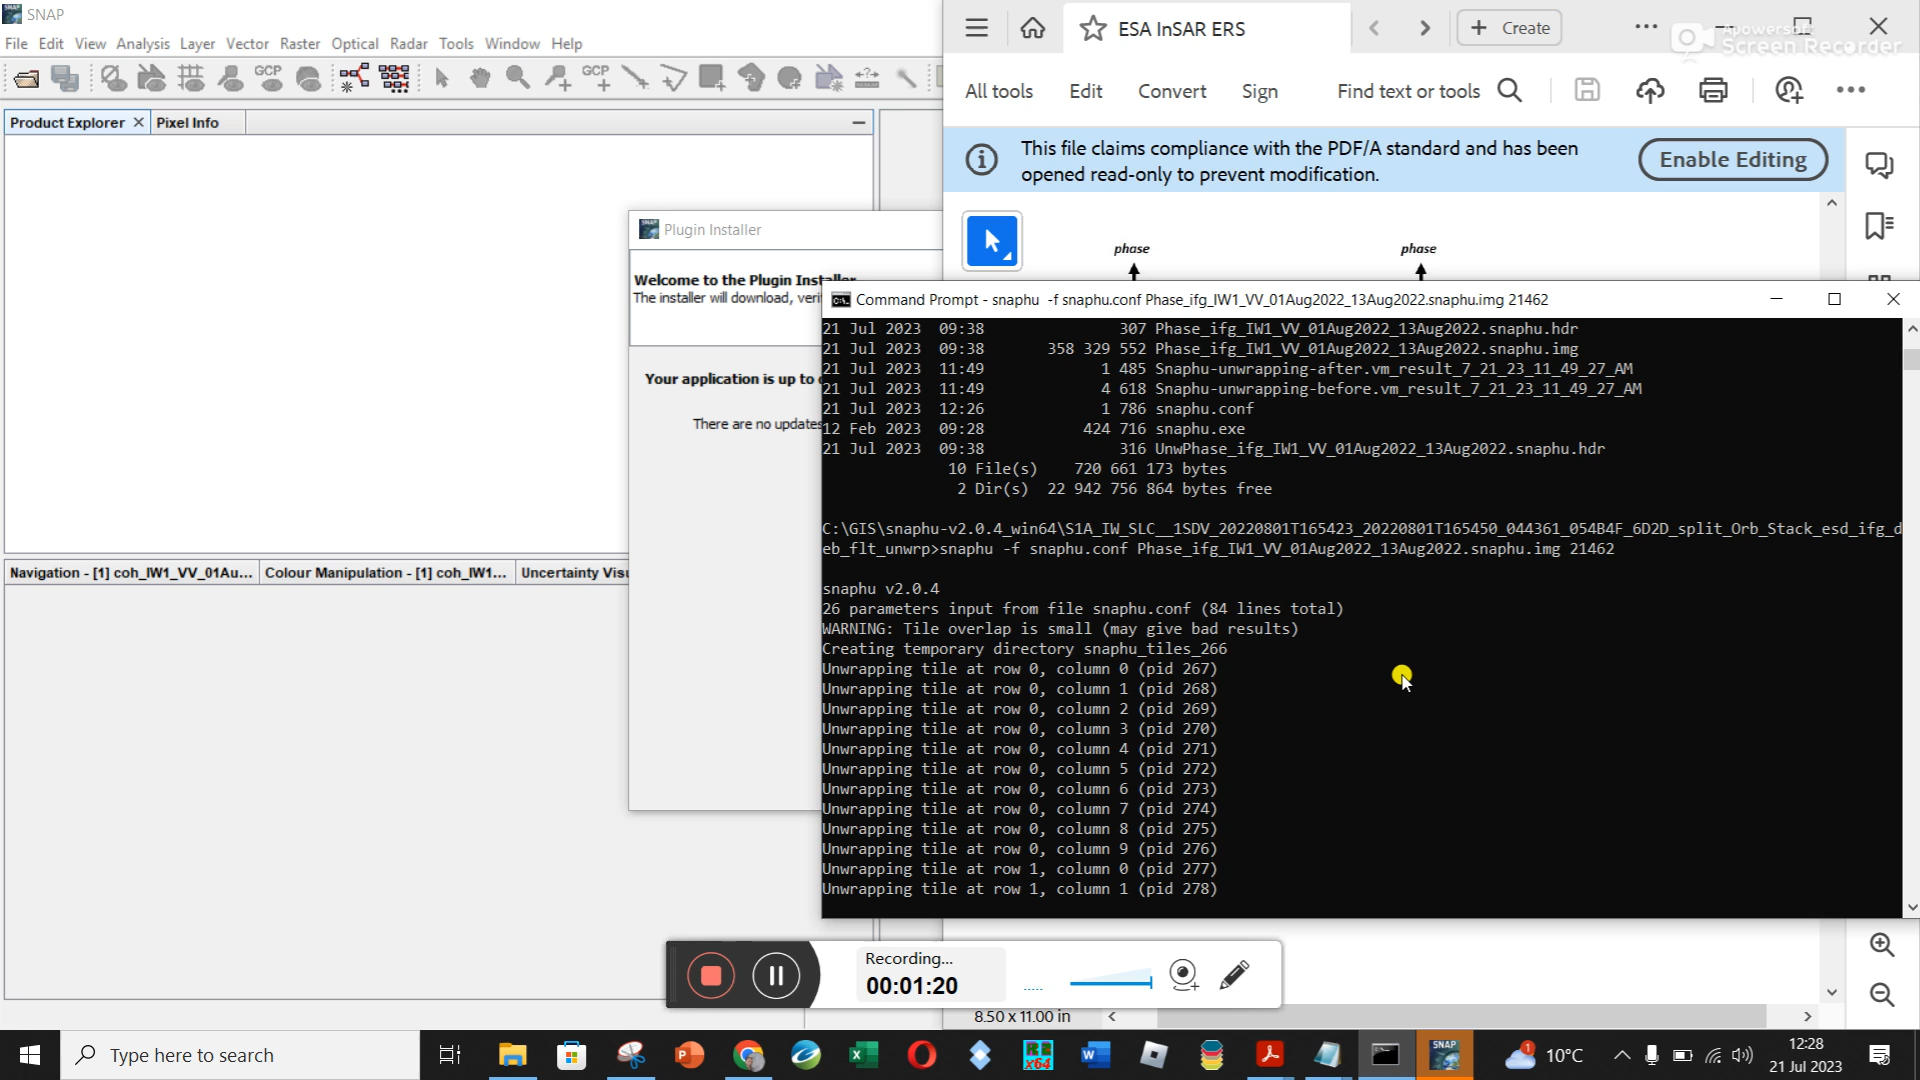 SNAP
File Edit View Analysis Layer Vector Raster Optical Radar Tools Window Help
GCP GCP
Product Explorer Pixel Info
Navigation - [1] coh_IW1_VV_01Au... Colour Manipulation - [1] coh_IW1... Uncertainty Visu
Plugin Installer
Welcome to the Plugin Installer
The installer will download, veri
Your application is up to
There are no updates
ESA InSAR ERS
Create
Apowersoft
Screen Recorder
All tools Edit Convert Sign Find text or tools
This file claims compliance with the PDF/A standard and has been
opened read-only to prevent modification.
Enable Editing
phase phase
Command Prompt - snaphu -f snaphu.conf Phase_ifg_IW1_VV_01Aug2022_13Aug2022.snaphu.img 21462
21 Jul 2023 09:38 307 Phase_ifg_IW1_VV_01Aug2022_13Aug2022.snaphu.hdr
21 Jul 2023 09:38 358 329 552 Phase_ifg_IW1_VV_01Aug2022_13Aug2022.snaphu.img
21 Jul 2023 11:49 1 485 Snaphu-unwrapping-after.vm_result_7_21_23_11_49_27_AM
21 Jul 2023 11:49 4 618 Snaphu-unwrapping-before.vm_result_7_21_23_11_49_27_AM
21 Jul 2023 12:26 1 786 snaphu.conf
12 Feb 2023 09:28 424 716 snaphu.exe
21 Jul 2023 09:38 316 UnwPhase_ifg_IW1_VV_01Aug2022_13Aug2022.snaphu.hdr
10 File(s) 720 661 173 bytes
2 Dir(s) 22 942 756 864 bytes free
C:\GIS\snaphu-v2.0.4_win64\S1A_IW_SLC__1SDV_20220801T165423_20220801T165450_044361_054B4F_6D2D_split_Orb_Stack_esd_ifg_d
eb_flt_unwrp>snaphu -f snaphu.conf Phase_ifg_IW1_VV_01Aug2022_13Aug2022.snaphu.img 21462
snaphu v2.0.4
26 parameters input from file snaphu.conf (84 lines total)
WARNING: Tile overlap is small (may give bad results)
Creating temporary directory snaphu_tiles_266
Unwrapping tile at row 0, column 0 (pid 267)
Unwrapping tile at row 0, column 1 (pid 268)
Unwrapping tile at row 0, column 2 (pid 269)
Unwrapping tile at row 0, column 3 (pid 270)
Unwrapping tile at row 0, column 4 (pid 271)
Unwrapping tile at row 0, column 5 (pid 272)
Unwrapping tile at row 0, column 6 (pid 273)
Unwrapping tile at row 0, column 7 (pid 274)
Unwrapping tile at row 0, column 8 (pid 275)
Unwrapping tile at row 0, column 9 (pid 276)
Unwrapping tile at row 1, column 0 (pid 277)
Unwrapping tile at row 1, column 1 (pid 278)
Recording...
00:01:20
8.50 x 11.00 in
Type here to search
10°C
12:28
21 Jul 2023